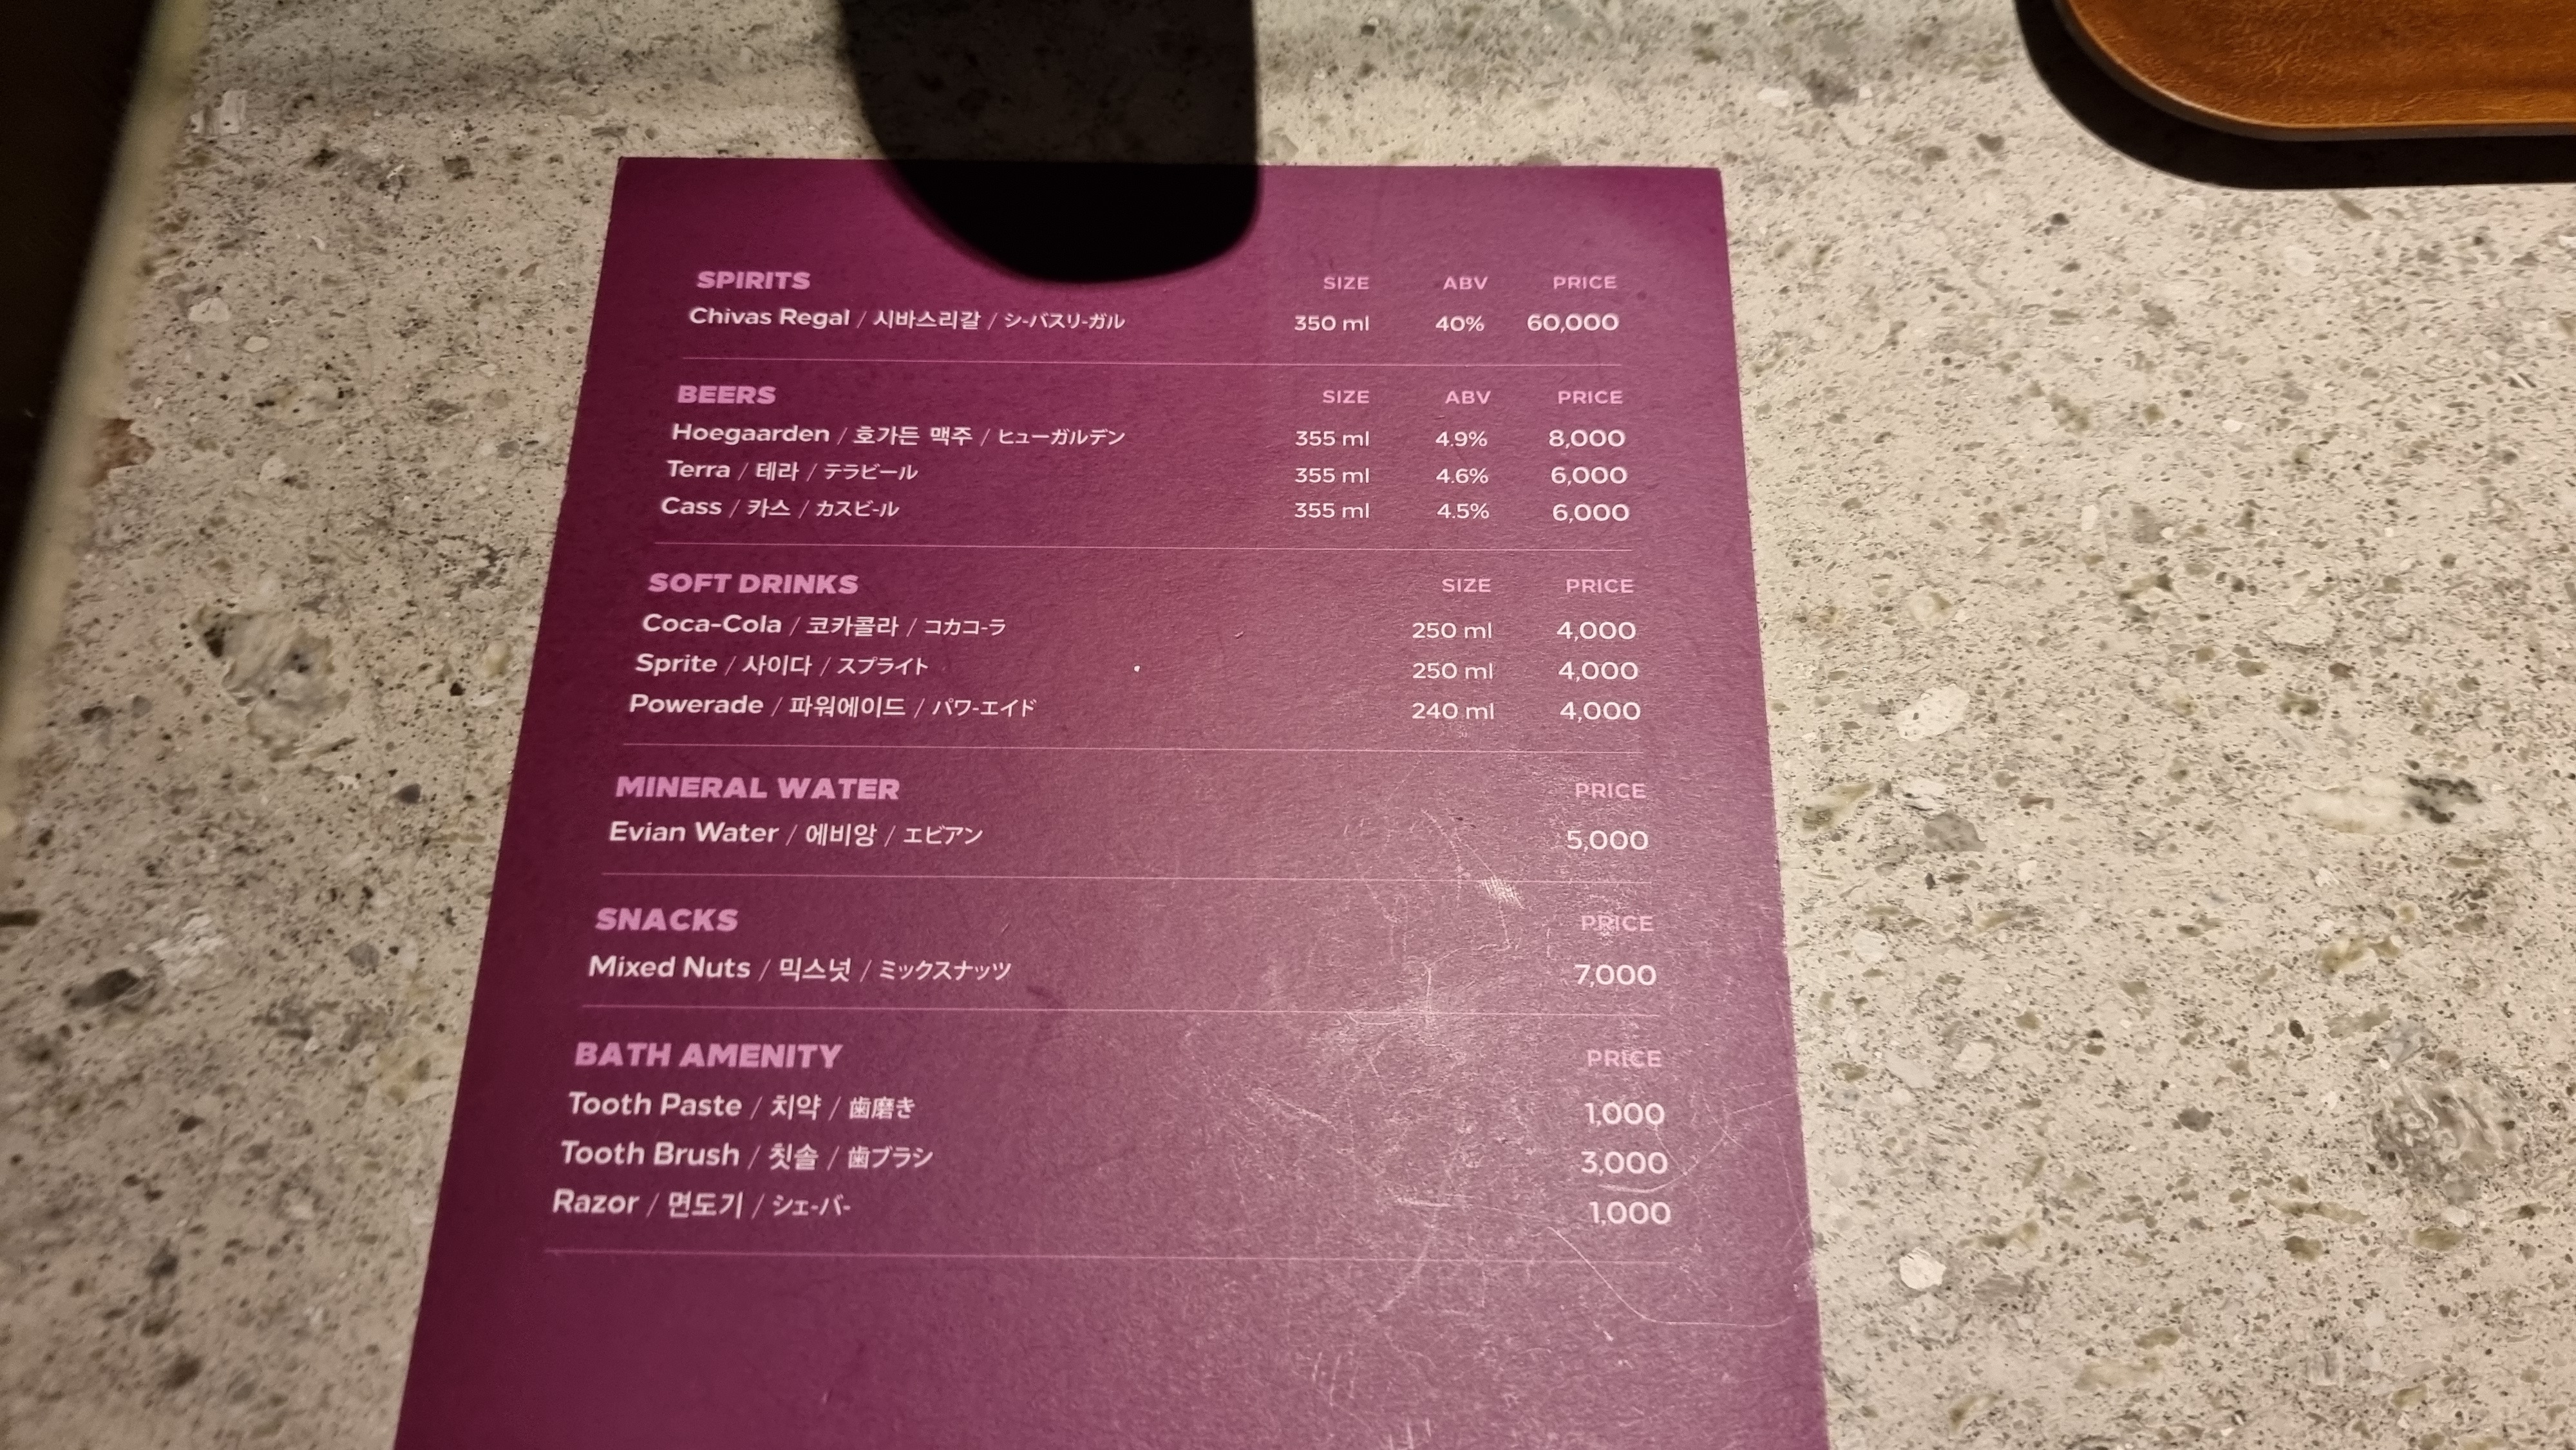 SPIRITS SIZE ABV PRICE
Chivas Regal / 시바스리갈 / シ-バスリ-ガル 350 ml 40% 60,000
BEERS SIZE ABV PRICE
Hoegaarden / 호가든 맥주 / ヒューガルデン 355 ml 4.9% 8,000
Terra / 테라 / テラビール 355 ml 4.6% 6,000
Cass / 카스 / カスビ-ル 355 ml 4.5% 6,000
SOFT DRINKS SIZE PRICE
Coca-Cola / 코카콜라 / コカコ-ラ 250 ml 4,000
Sprite / 사이다 / スプライト 250 ml 4,000
Powerade / 파워에이드 / パワ-エイド 240 ml 4,000
MINERAL WATER PRICE
Evian Water / 에비앙 / エビアン 5,000
SNACKS PRICE
Mixed Nuts / 믹스넛 / ミックスナッツ 7,000
BATH AMENITY PRICE
Tooth Paste / 치약 / 歯磨き 1,000
Tooth Brush / 칫솔 / 歯ブラシ 3,000
Razor / 면도기 / シェ-バ- 1,000